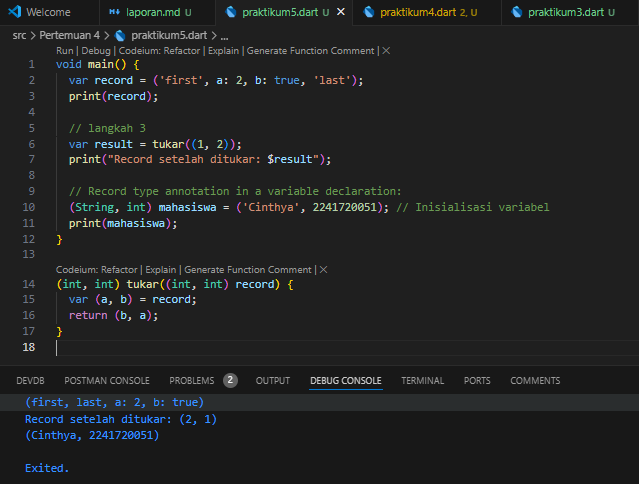 Welcome laporan.md U praktikum5.dart U praktikum4.dart 2, U praktikum3.dart U
src > Pertemuan 4 > praktikum5.dart > ...
Run | Debug | Codeium: Refactor | Explain | Generate Function Comment | X
1 void main() {
2 var record = ('first', a: 2, b: true, 'last');
3 print(record);
4
5 // langkah 3
6 var result = tukar((1, 2));
7 print("Record setelah ditukar: $result");
8
9 // Record type annotation in a variable declaration:
10 (String, int) mahasiswa = ('Cinthya', 2241720051); // Inisialisasi variabel
11 print(mahasiswa);
12 }
13
Codeium: Refactor | Explain | Generate Function Comment | X
14 (int, int) tukar((int, int) record) {
15 var (a, b) = record;
16 return (b, a);
17 }
18
DEVDB POSTMAN CONSOLE PROBLEMS 2 OUTPUT DEBUG CONSOLE TERMINAL PORTS COMMENTS
(first, last, a: 2, b: true)
Record setelah ditukar: (2, 1)
(Cinthya, 2241720051)
Exited.